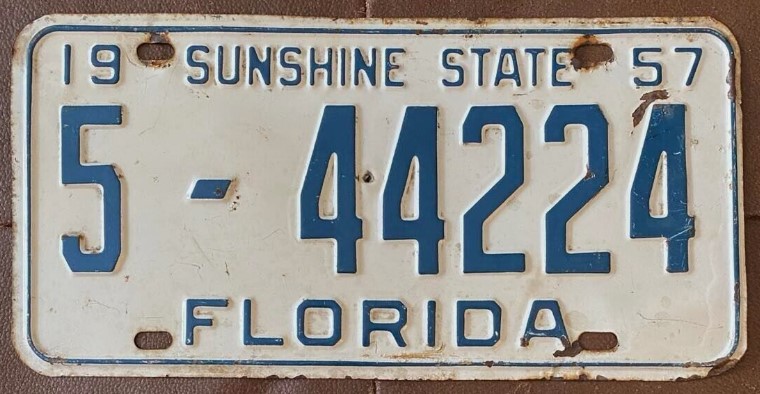 19 SUNSHINE STATE 57
5-44224
FLORIDA